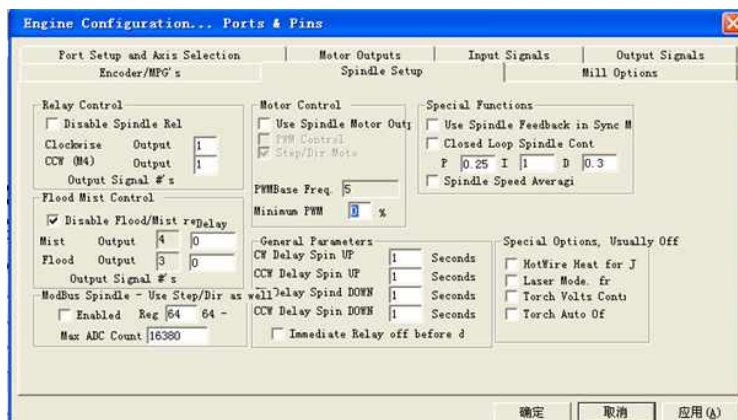 Engine Configuration... Ports & Pins
Port Setup and Axis Selection
Motor Outputs
Input Signals
Output Signals
Encoder/MPG's
Spindle Setup
Mill Options
Relay Control
Disable Spindle Rel
Clockwise Output 1
CCW (M4) Output 1
Output Signal #'s
Flood Mist Control
Disable Flood/Mist re Delay
Mist Output 4 0
Flood Output 3 0
Output Signal #'s
ModBus Spindle - Use Step/Dir as well
Enabled Reg 64 64 -
Max ADC Count 16380
Motor Control
Use Spindle Motor Outp
PWM Control
Step/Dir Moto
PWMBase Freq. 5
Minimum PWM 0 %
General Parameters
CW Delay Spin UP 1 Seconds
CCW Delay Spin UP 1 Seconds
Delay Spind DOWN 1 Seconds
CCW Delay Spin DOWN 1 Seconds
Immediate Relay off before d
Special Functions
Use Spindle Feedback in Sync M
Closed Loop Spindle Cont
P 0.25 I 1 D 0.3
Spindle Speed Averagi
Special Options, Usually Off
HotWire Heat for J
Laser Mode. fr
Torch Volts Conti
Torch Auto Of
确定
取消
应用(A)